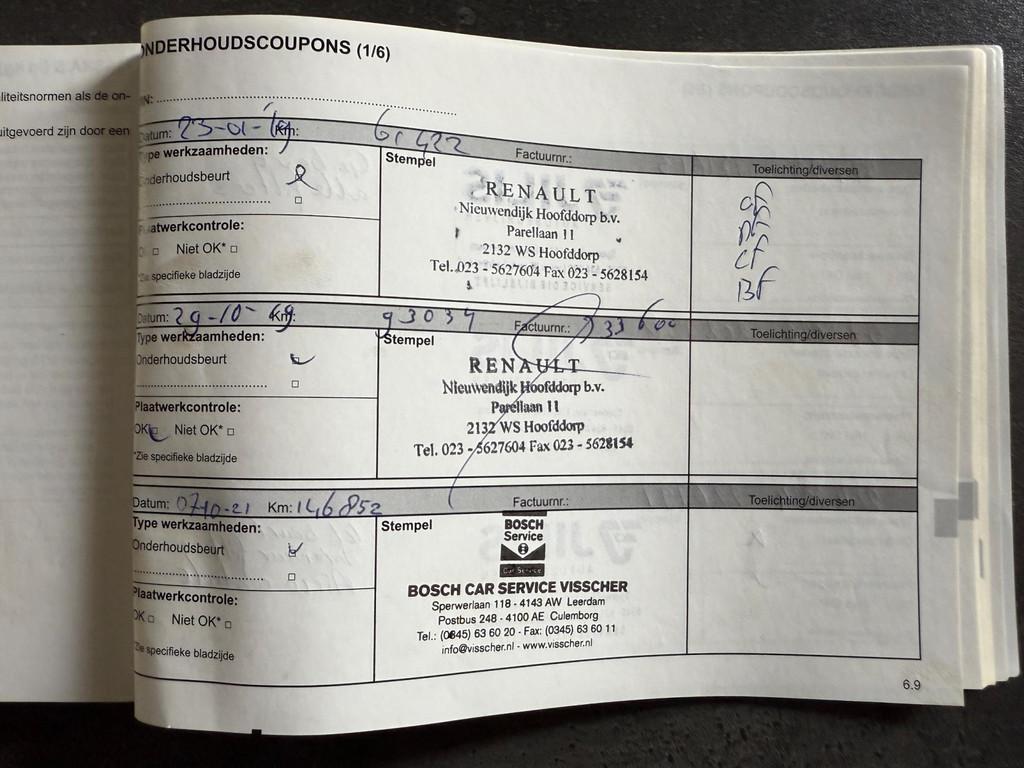 liteitsnormen als de on-
uitgevoerd zijn door een
ONDERHOUDSCOUPONS (1/6)
Datum: 23-01-19 Km: 61422 Factuurnr.:
Type werkzaamheden:
Onderhoudsbeurt
Plaatwerkcontrole:
Niet OK*
*Zie specifieke bladzijde
Stempel
RENAULT
Nieuwendijk Hoofddorp b.v.
Parellaan 11
2132 WS Hoofddorp
Tel. 023 - 5627604 Fax 023 - 5628154
Toelichting/diversen
CF
BF
Datum: 29-10-19 Km: 93034 Factuurnr.: 833600
Type werkzaamheden:
Onderhoudsbeurt
Plaatwerkcontrole:
OK Niet OK*
*Zie specifieke bladzijde
Stempel
RENAULT
Nieuwendijk Hoofddorp b.v.
Parellaan 11
2132 WS Hoofddorp
Tel. 023 - 5627604 Fax 023 - 5628154
Toelichting/diversen
Datum: 07-10-21 Km: 146852 Factuurnr.:
Type werkzaamheden:
Onderhoudsbeurt
Plaatwerkcontrole:
OK Niet OK*
*Zie specifieke bladzijde
Stempel
BOSCH
Service
Car Service
BOSCH CAR SERVICE VISSCHER
Sperwerlaan 118 - 4143 AW Leerdam
Postbus 248 - 4100 AE Culemborg
Tel.: (0345) 63 60 20 - Fax: (0345) 63 60 11
info@visscher.nl - www.visscher.nl
Toelichting/diversen
6.9